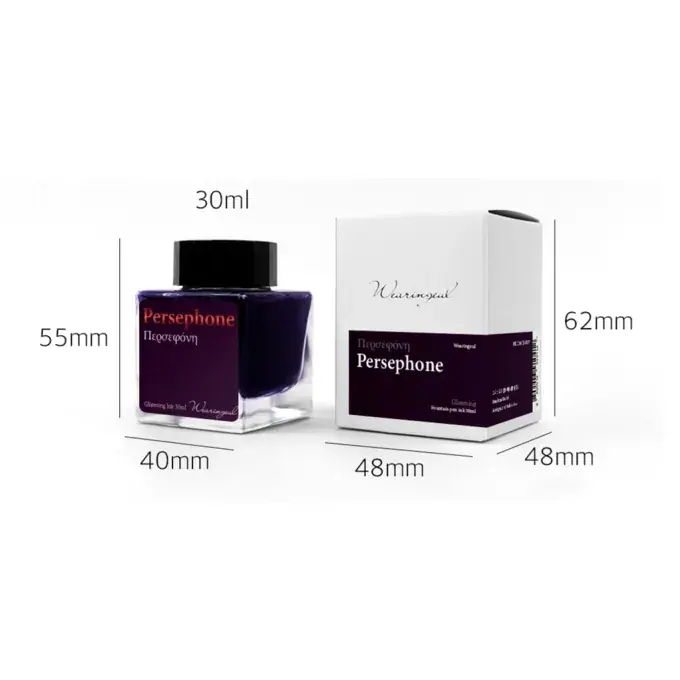 30ml
55mm
Persephone
Περσεφόνη
Glistening Ink 30ml Wearingeul
40mm
Wearingeul
Περσεφόνη
Wearingeul
Persephone
Glistening
Fountain pen ink 30ml
62mm
48mm
48mm